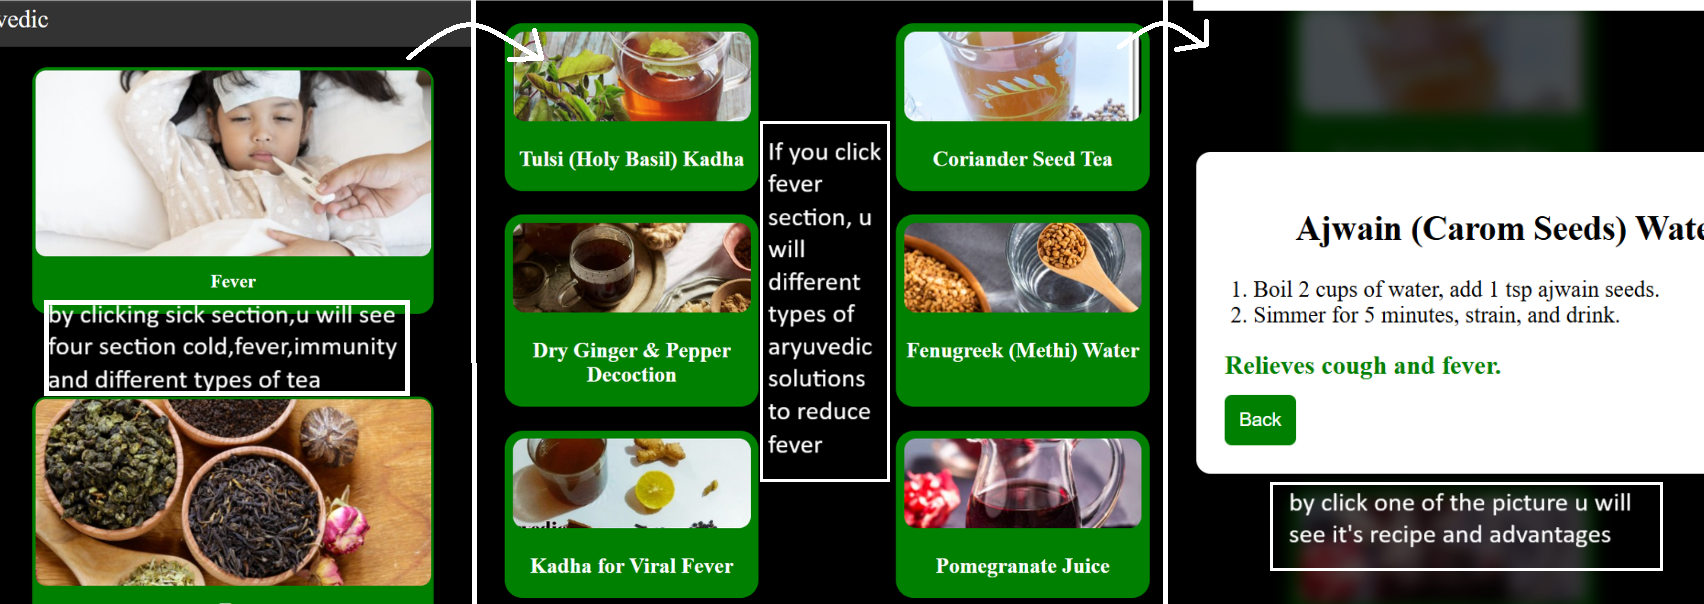 vedic
Fever
by clicking sick section,u will see
four section cold,fever,immunity
and different types of tea
Tulsi (Holy Basil) Kadha
Coriander Seed Tea
If you click
fever
section, u
will
different
types of
aryuvedic
solutions
to reduce
fever
Dry Ginger & Pepper
Decoction
Fenugreek (Methi) Water
Kadha for Viral Fever
Pomegranate Juice
Ajwain (Carom Seeds) Wate
1. Boil 2 cups of water, add 1 tsp ajwain seeds.
2. Simmer for 5 minutes, strain, and drink.
Relieves cough and fever.
Back
by click one of the picture u will
see it's recipe and advantages